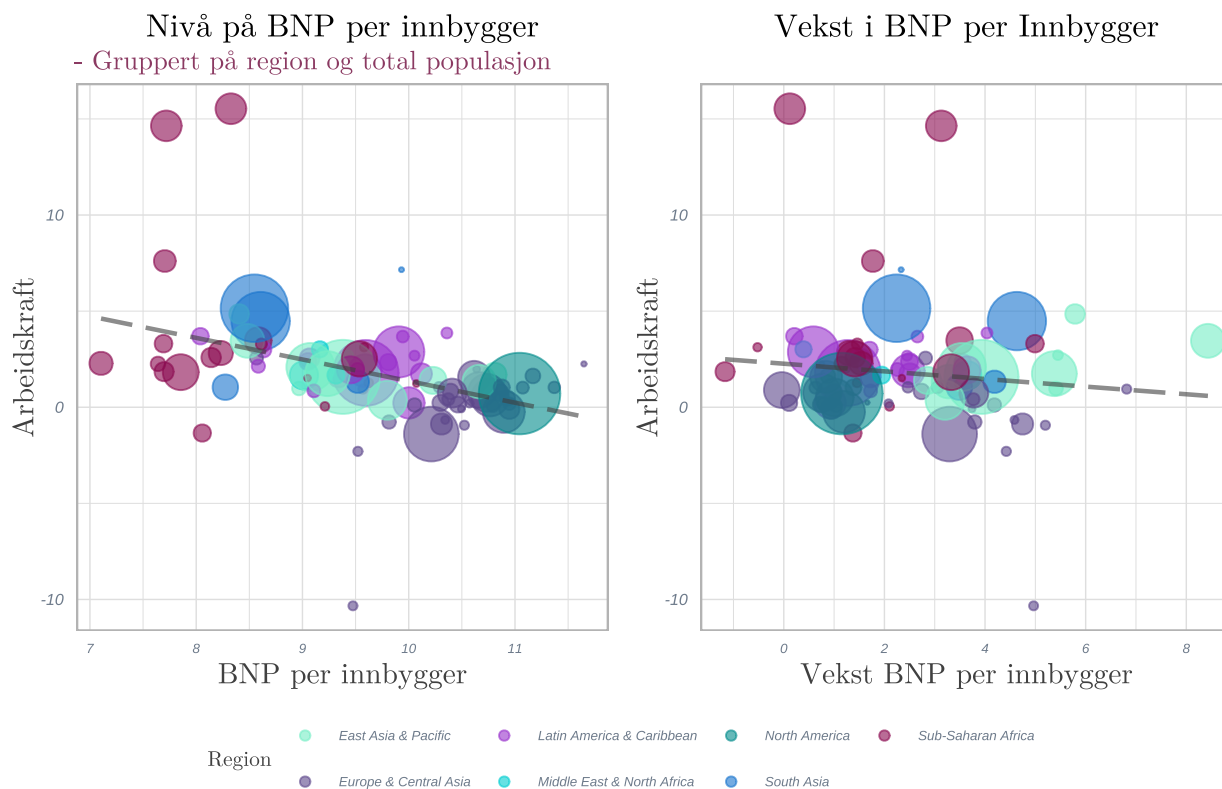 Nivå på BNP per innbygger
- Gruppert på region og total populasjon
Arbeidskraft
10
0
-10
7 8 9 10 11
BNP per innbygger
Vekst i BNP per Innbygger
Arbeidskraft
10
0
-10
0 2 4 6 8
Vekst BNP per innbygger
Region
East Asia & Pacific
Latin America & Caribbean
North America
Sub-Saharan Africa
Europe & Central Asia
Middle East & North Africa
South Asia